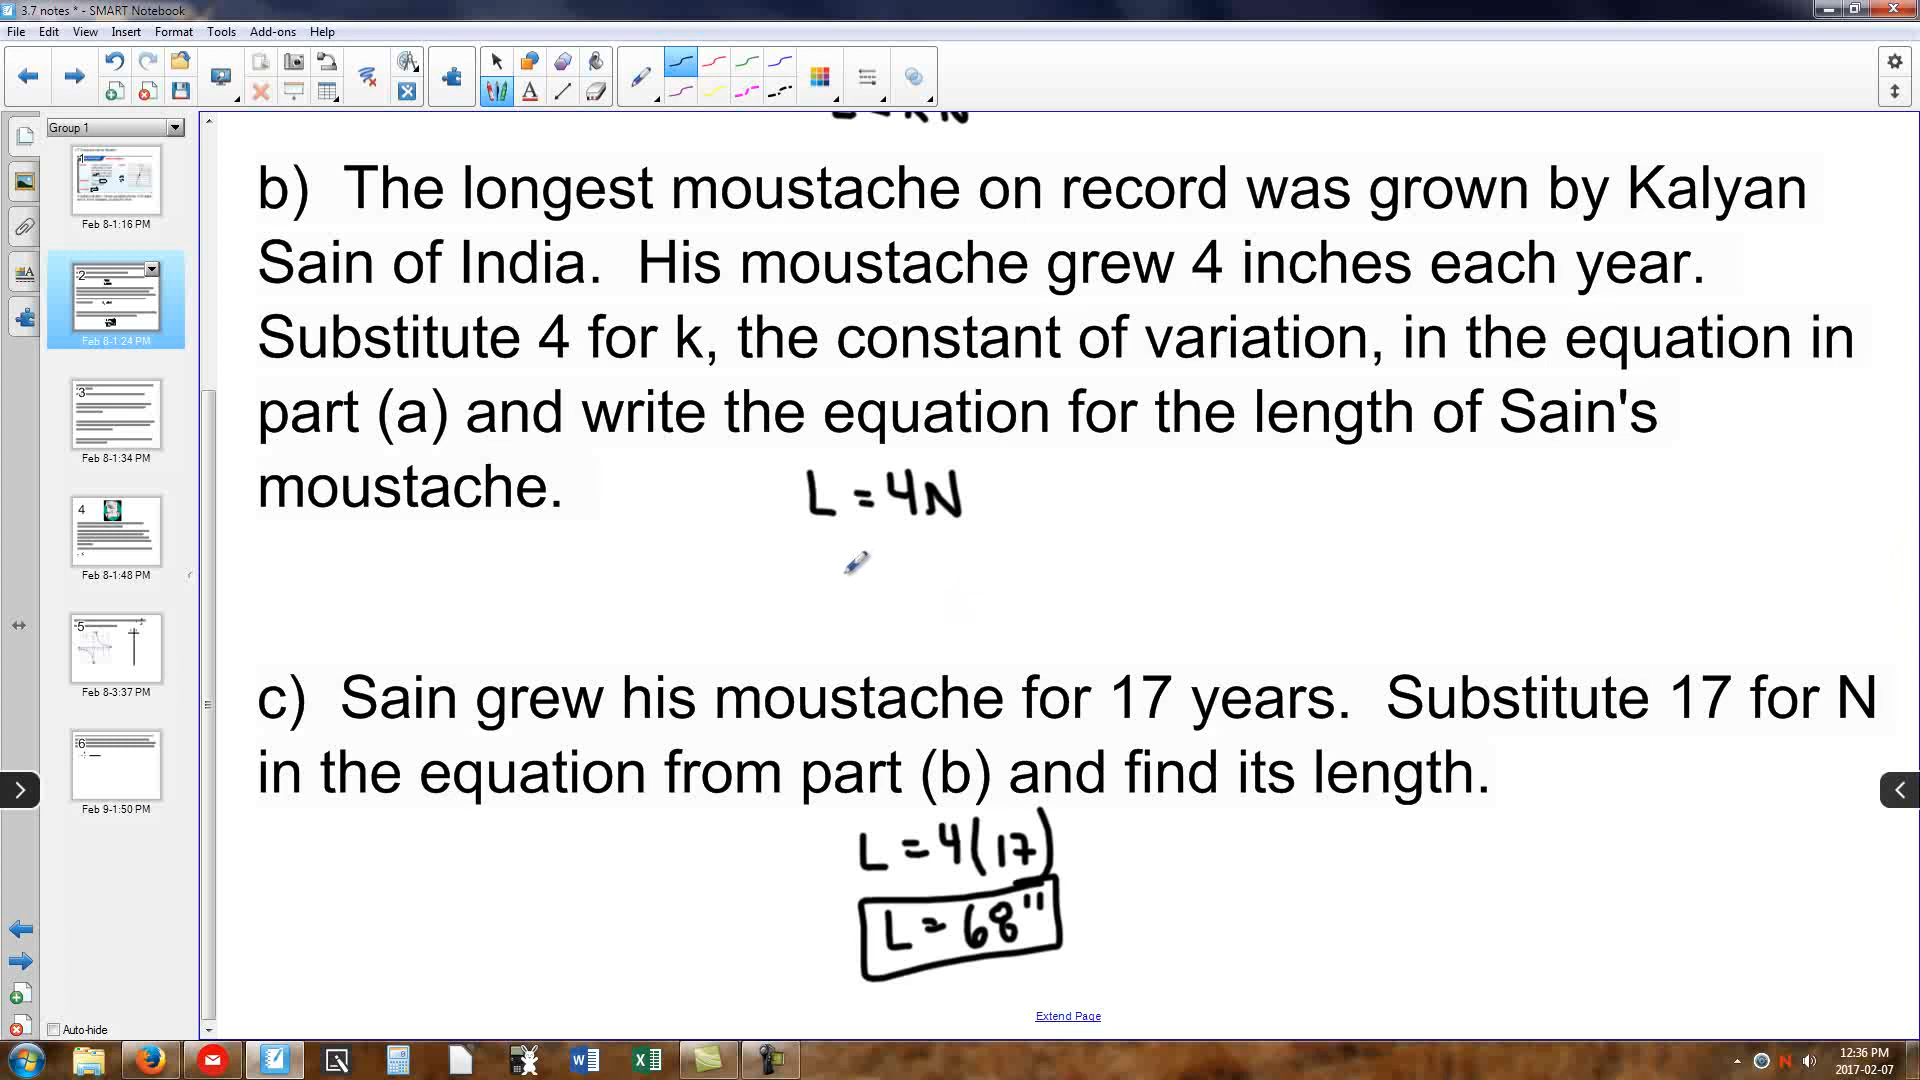 3.7 notes * - SMART Notebook
File Edit View Insert Format Tools Add-ons Help
Group 1
Feb 8-1:16 PM
2
Feb 8-1:24 PM
3
Feb 8-1:34 PM
4
Feb 8-1:48 PM
5
Feb 8-3:37 PM
6
Feb 9-1:50 PM
Auto-hide
b) The longest moustache on record was grown by Kalyan
Sain of India. His moustache grew 4 inches each year.
Substitute 4 for k, the constant of variation, in the equation in
part (a) and write the equation for the length of Sain's
moustache. L = 4N
c) Sain grew his moustache for 17 years. Substitute 17 for N
in the equation from part (b) and find its length.
L = 4(17)
L = 68"
Extend Page
12:36 PM
2017-02-07